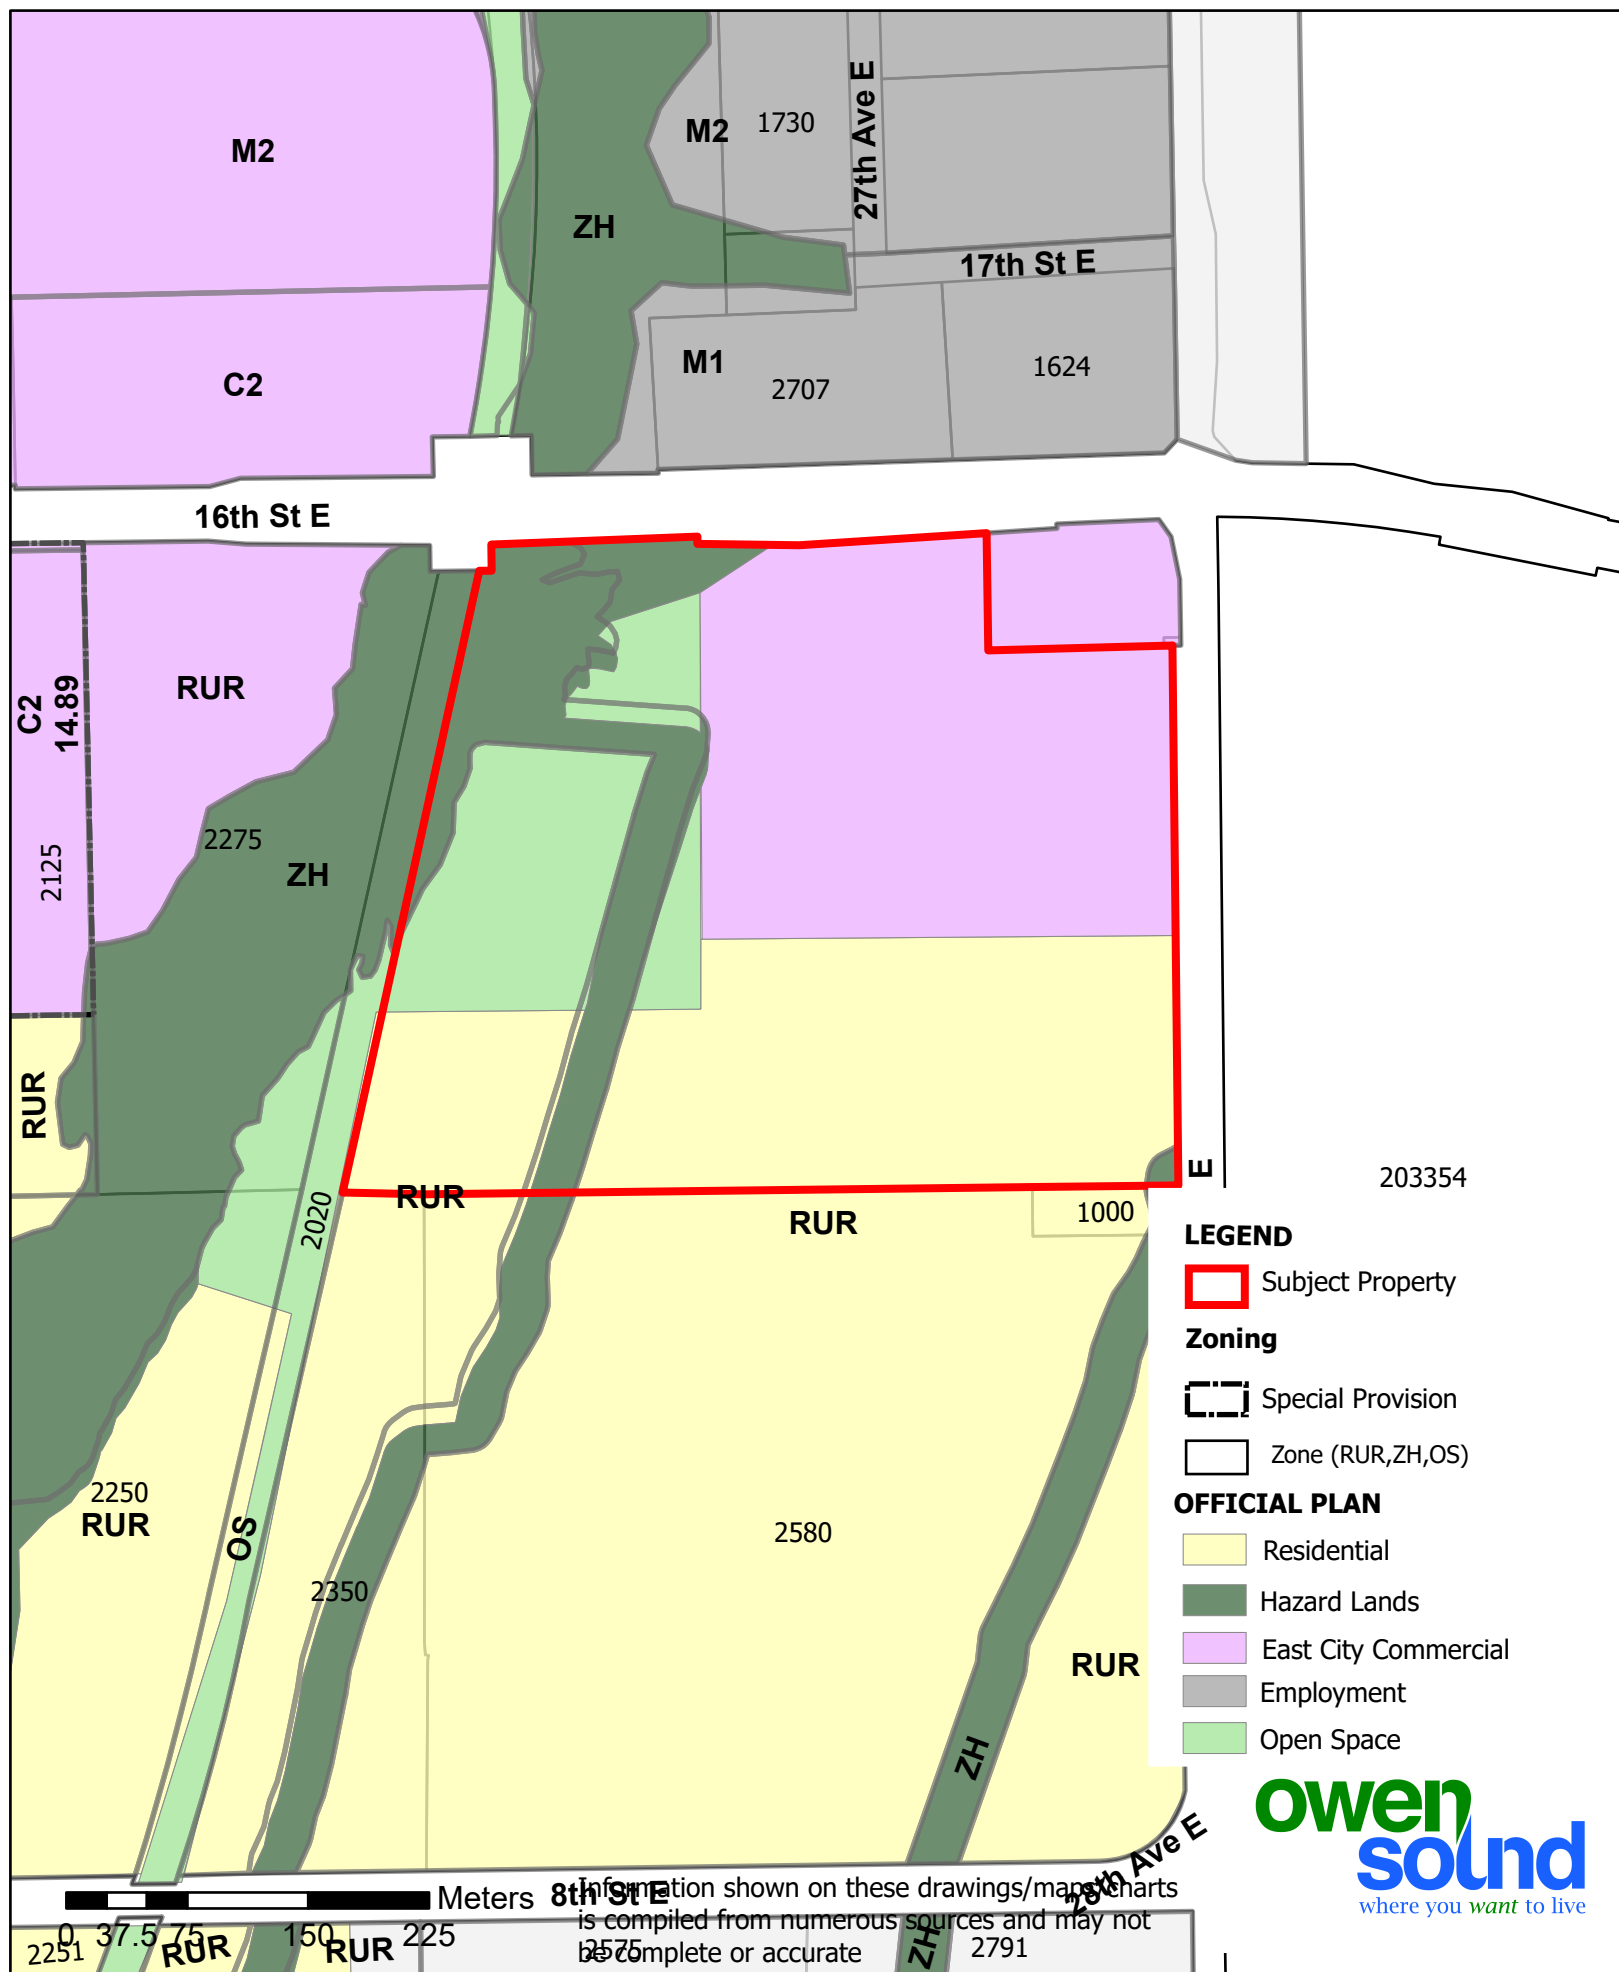 M2
M2
1730
27th Ave E
ZH
17th St E
C2
M1
2707
1624
16th St E
C2
14.89
RUR
2275
2125
ZH
RUR
2020
RUR
RUR
1000
E
203354
LEGEND
Subject Property
Zoning
Special Provision
Zone (RUR,ZH,OS)
OFFICIAL PLAN
Residential
Hazard Lands
East City Commercial
Employment
Open Space
2250
RUR
OS
2350
2580
RUR
ZH
28th Ave E
owen
sound
where you want to live
Meters
8th St E
0 37.5 75 150 225
Information shown on these drawings/maps/charts
is compiled from numerous sources and may not
be complete or accurate
2251
RUR
RUR
2575
ZH
2791